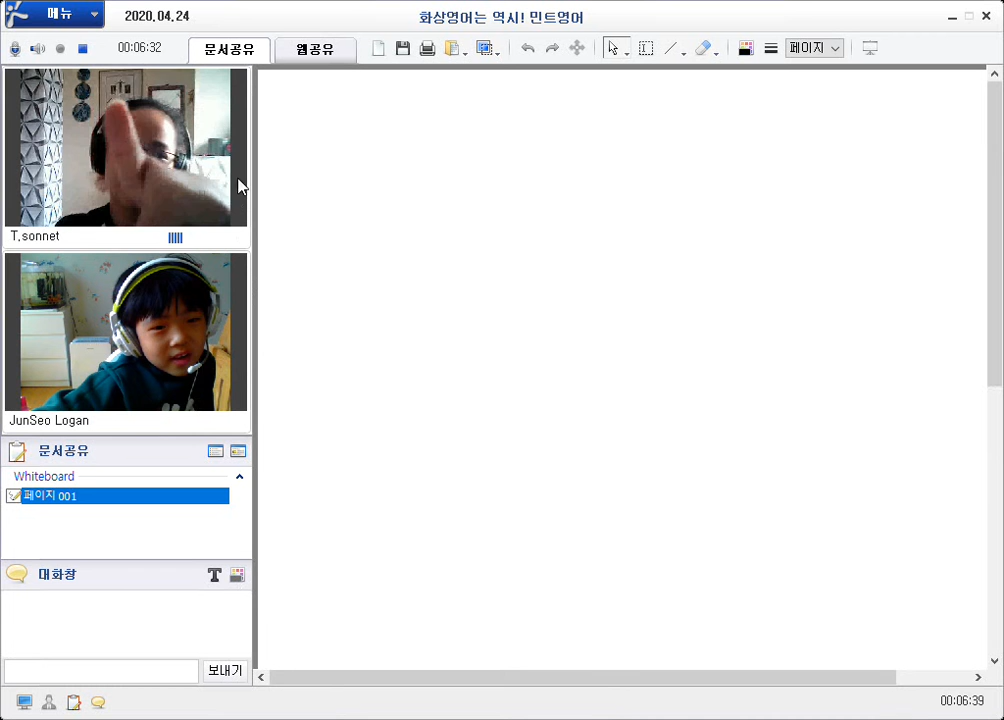 메뉴 2020.04.24 화상영어는 역시! 민트영어
00:06:32 문서공유 웹공유 페이지
T.sonnet
JunSeo Logan
문서공유
Whiteboard
페이지 001
대화창 T
보내기
00:06:39